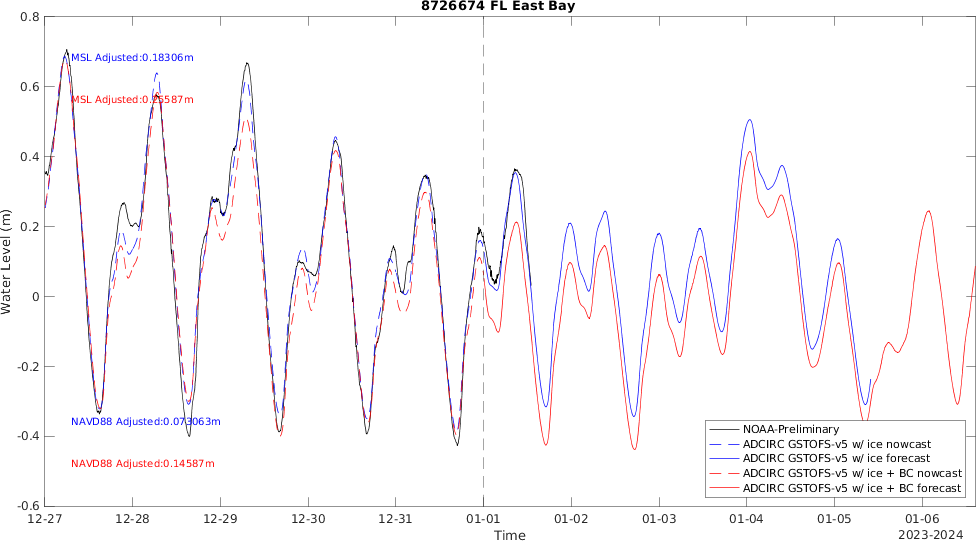 8726674 FL East Bay
0.8
MSL Adjusted:0.18306m
0.6
MSL Adjusted:0.25587m
0.4
0.2
Water Level (m)
0
-0.2
NAVD88 Adjusted:0.073063m
NOAA-Preliminary
-0.4
ADCIRC GSTOFS-v5 w/ ice nowcast
ADCIRC GSTOFS-v5 w/ ice forecast
NAVD88 Adjusted:0.14587m
ADCIRC GSTOFS-v5 w/ ice + BC nowcast
ADCIRC GSTOFS-v5 w/ ice + BC forecast
-0.6
12-27 12-28 12-29 12-30 12-31 01-01 01-02 01-03 01-04 01-05 01-06
Time
2023-2024